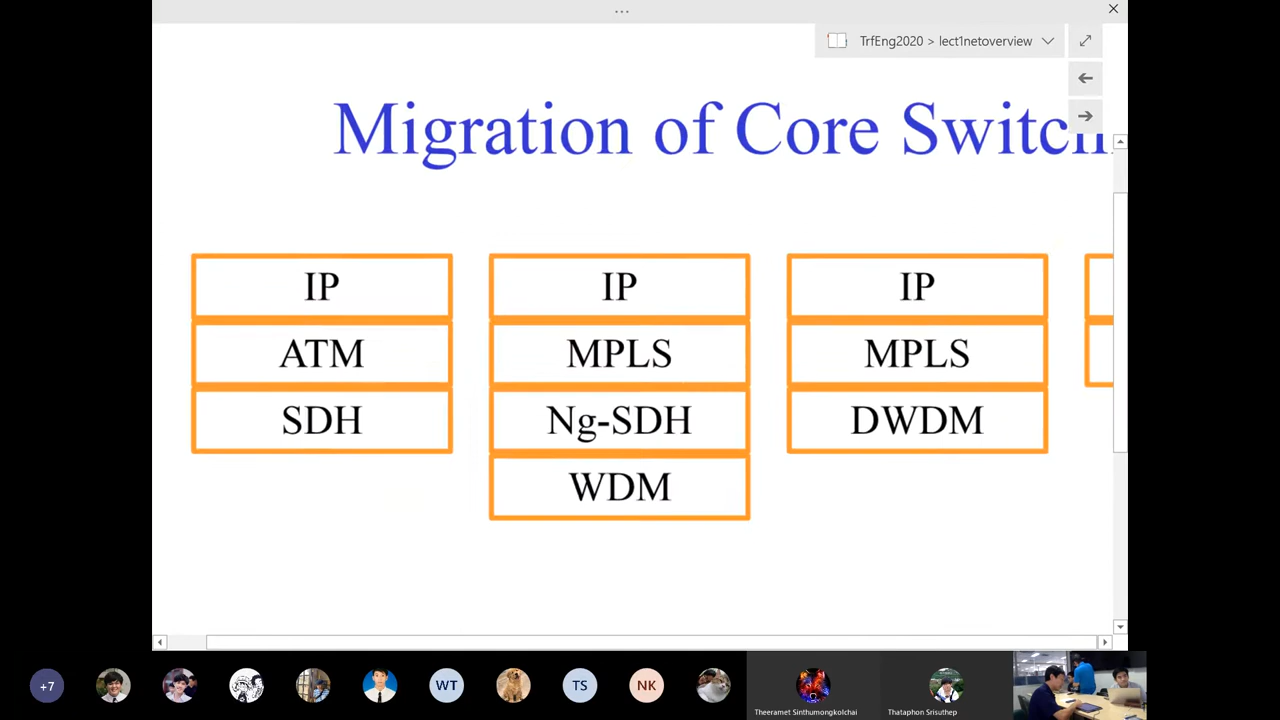 TrfEng2020 > lect1netoverview
Migration of Core Switch
IP IP IP
ATM MPLS MPLS
SDH Ng-SDH DWDM
WDM
+7 WT TS NK
Theeramet Sinthumongkolchai Thataphon Srisuthep